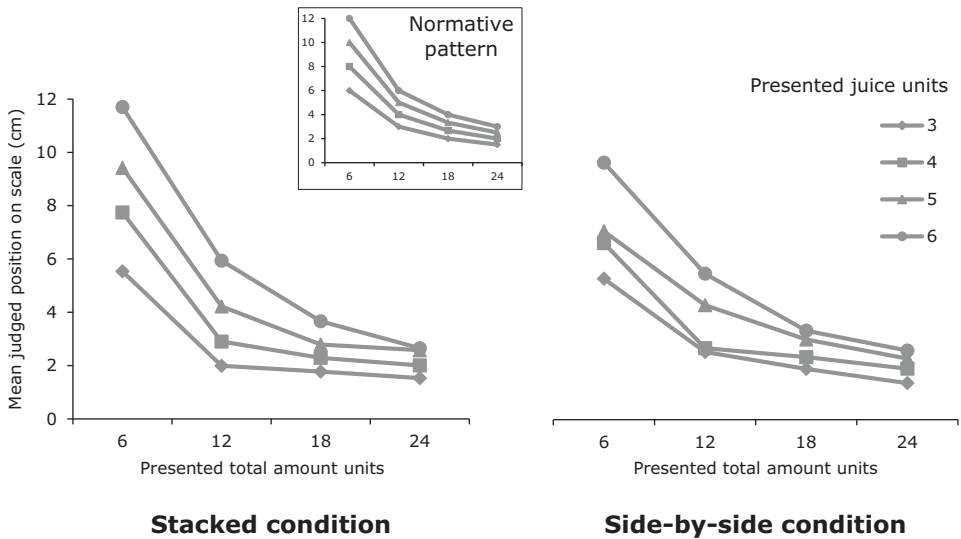 Normative
pattern
12
10
8
6
4
2
0
6 12 18 24
Mean judged position on scale (cm)
12
10
8
6
4
2
0
6 12 18 24
Presented total amount units
Stacked condition
Presented juice units
3
4
5
6
6 12 18 24
Presented total amount units
Side-by-side condition